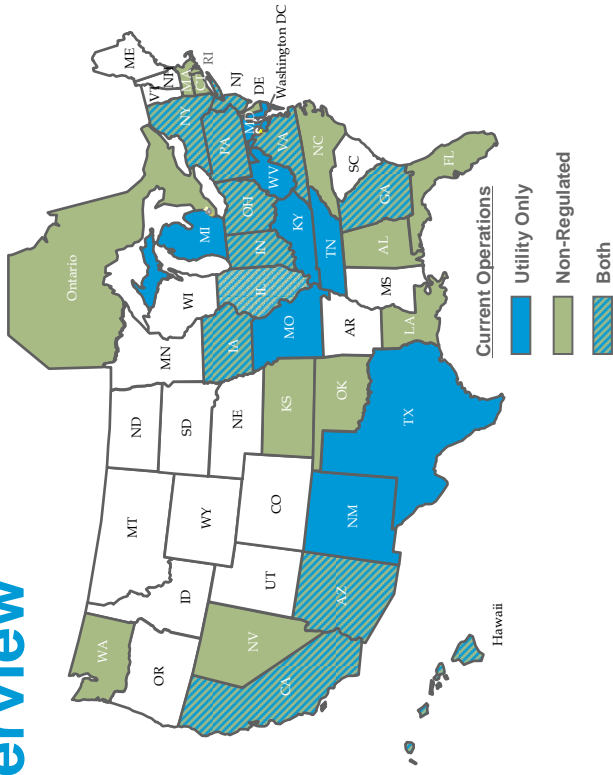 erview
WA
OR
CA
NV
ID
MT
WY
UT
AZ
CO
NM
ND
SD
NE
KS
OK
TX
MN
IA
MO
AR
LA
WI
IL
MI
IN
OH
KY
TN
MS
AL
GA
FL
SC
NC
VA
WV
PA
NY
VT
NH
ME
MA
CT
RI
NJ
DE
MD
Washington DC
Ontario
Hawaii
Current Operations
Utility Only
Non-Regulated
Both